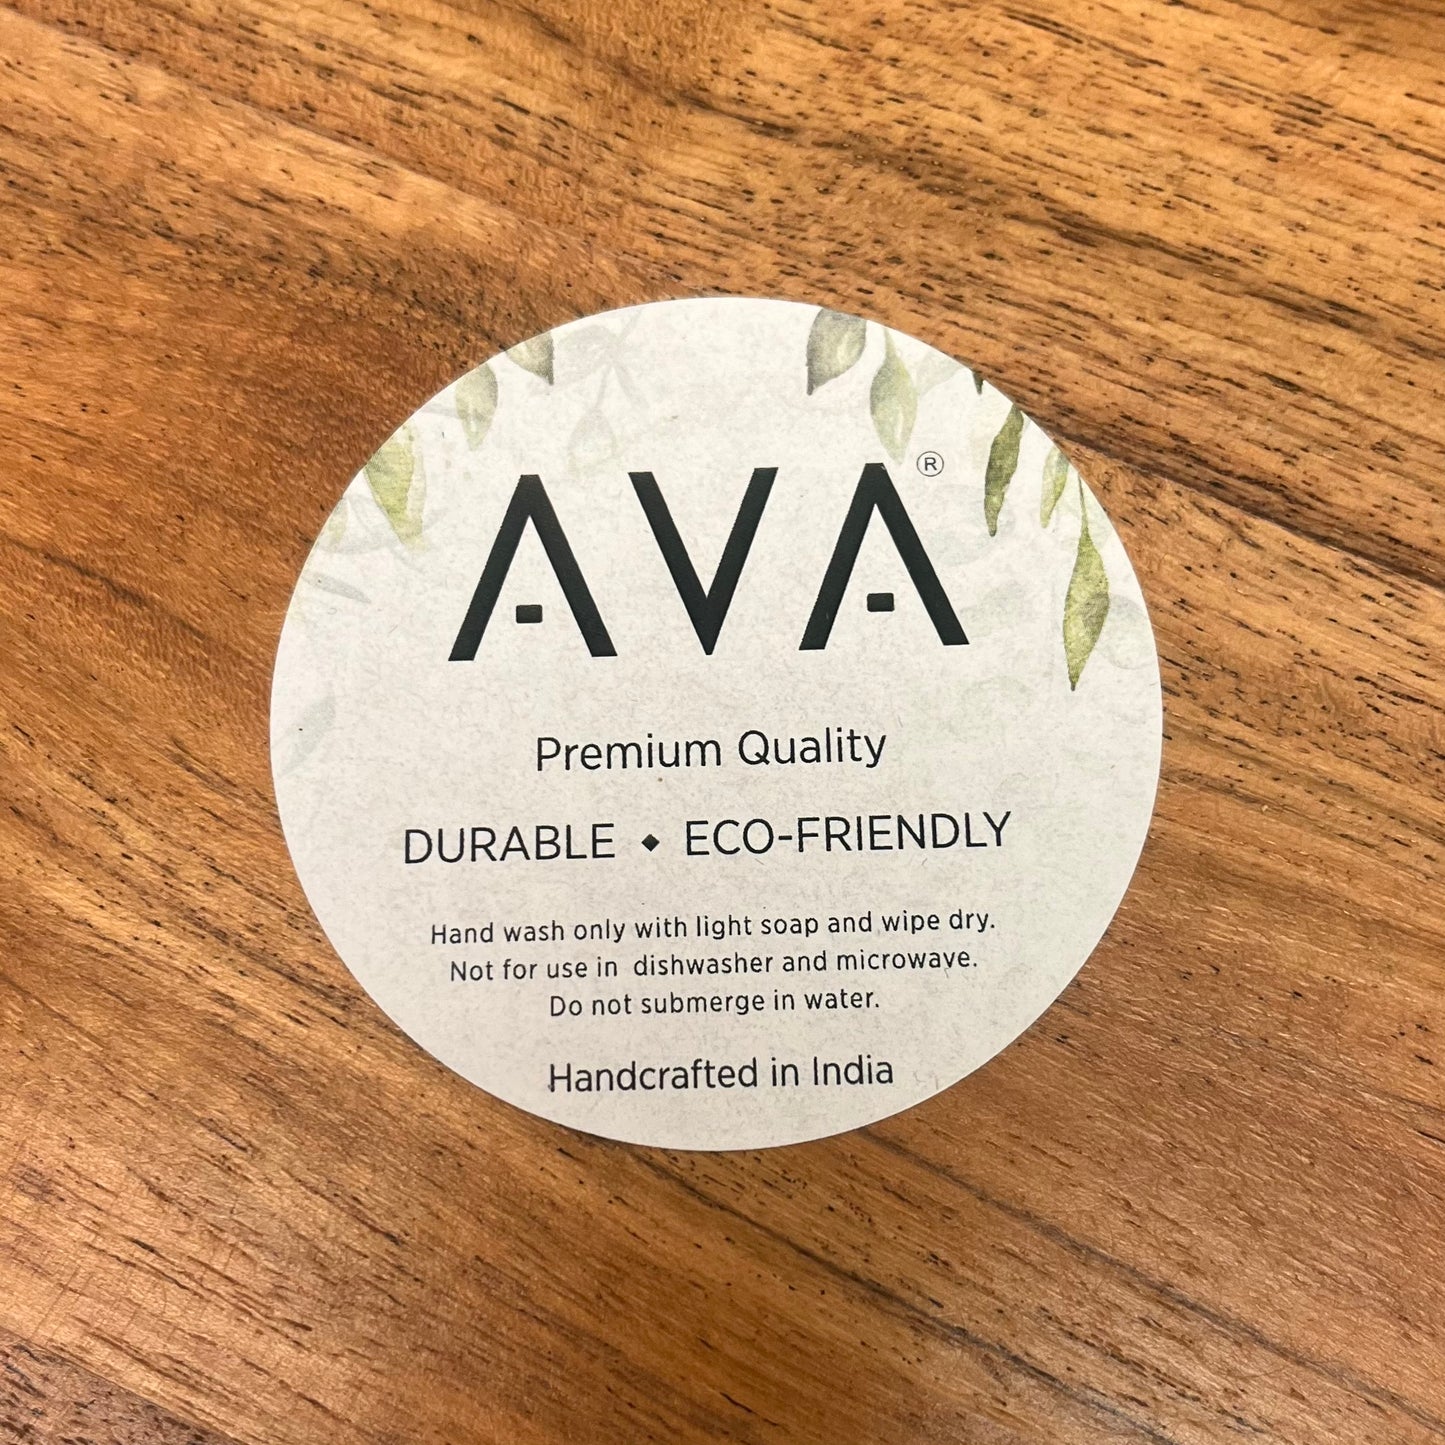 AVA®
Premium Quality
DURABLE ◆ ECO-FRIENDLY
Hand wash only with light soap and wipe dry.
Not for use in dishwasher and microwave.
Do not submerge in water.
Handcrafted in India